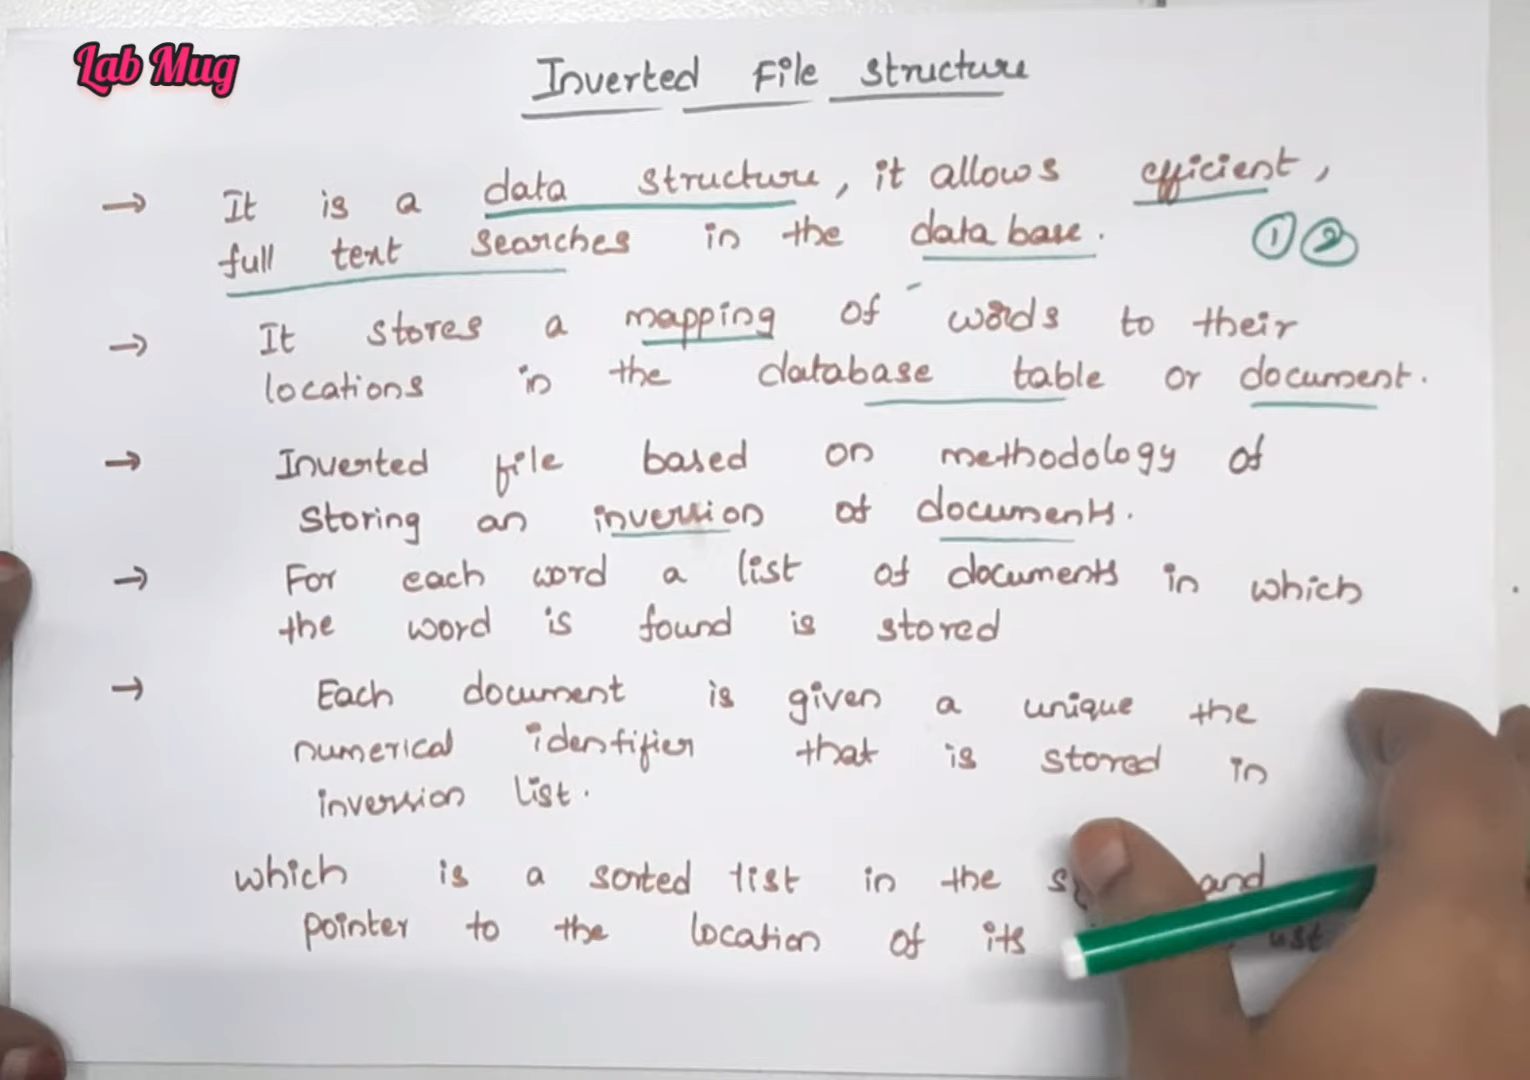 Lab Mug
Inverted File Structure
→ It is a data structure, it allows efficient,
full text searches in the data base.
① ②
→ It stores a mapping of words to their
locations in the database table or document.
→ Inverted file based on methodology of
storing an inversion of documents.
→ For each word a list of documents in which
the word is found is stored
→ Each document is given a unique the
numerical identifier that is stored in
inversion list.
which is a sorted list in the and
pointer to the location of its list